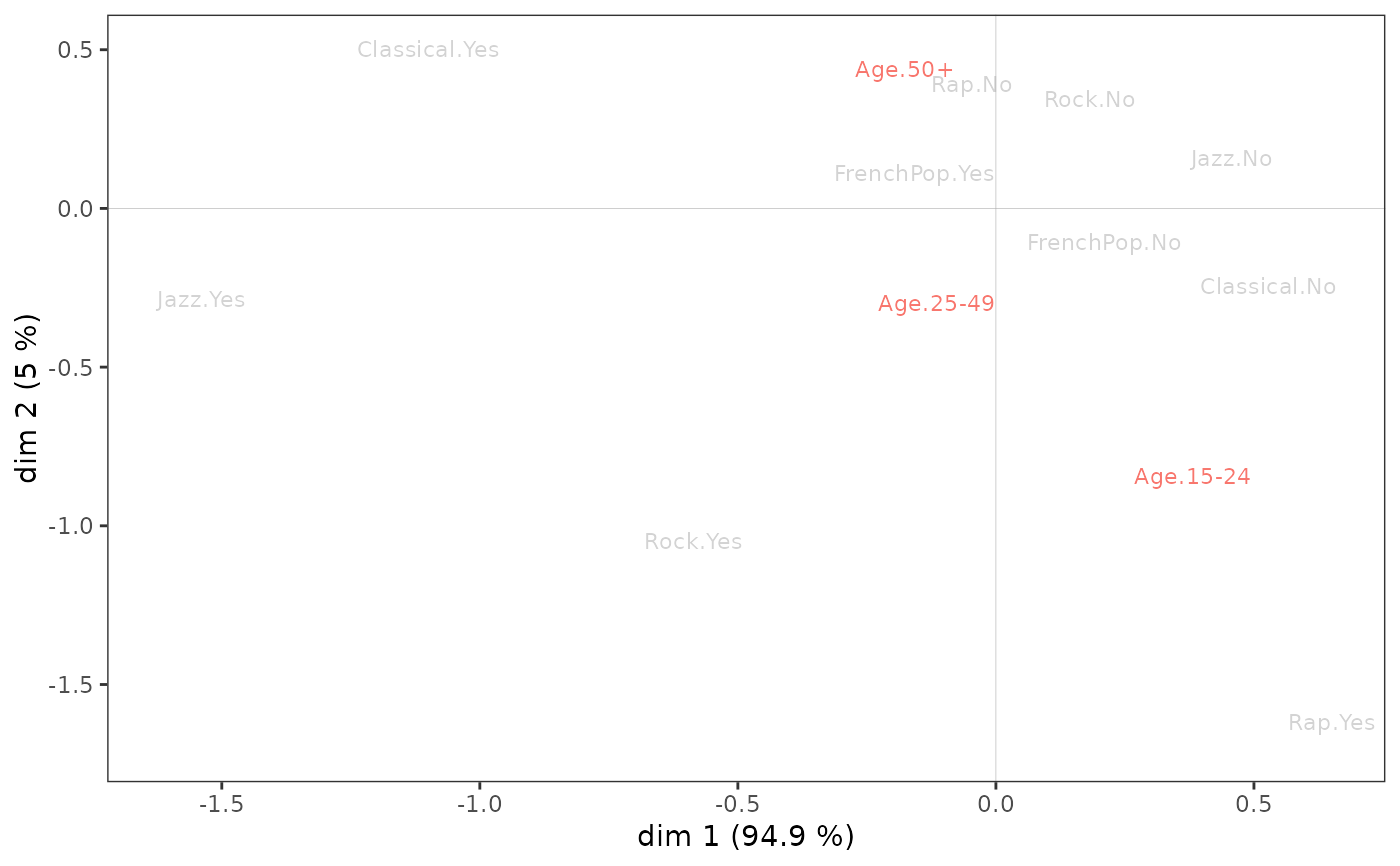 0.5
Classical.Yes
Age.50+
Rap.No
Rock.No
Jazz.No
FrenchPop.Yes
0.0
FrenchPop.No
Classical.No
Jazz.Yes
Age.25-49
dim 2 (5 %)
-0.5
Age.15-24
-1.0
Rock.Yes
-1.5
Rap.Yes
-1.5 -1.0 -0.5 0.0 0.5
dim 1 (94.9 %)